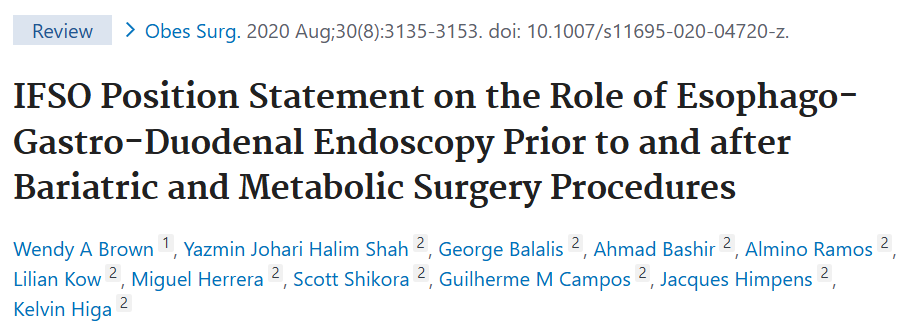 Review > Obes Surg. 2020 Aug;30(8):3135-3153. doi: 10.1007/s11695-020-04720-z.
IFSO Position Statement on the Role of Esophago-
Gastro-Duodenal Endoscopy Prior to and after
Bariatric and Metabolic Surgery Procedures
Wendy A Brown 1, Yazmin Johari Halim Shah 2, George Balalis 2, Ahmad Bashir 2, Almino Ramos 2,
Lilian Kow 2, Miguel Herrera 2, Scott Shikora 2, Guilherme M Campos 2, Jacques Himpens 2,
Kelvin Higa 2